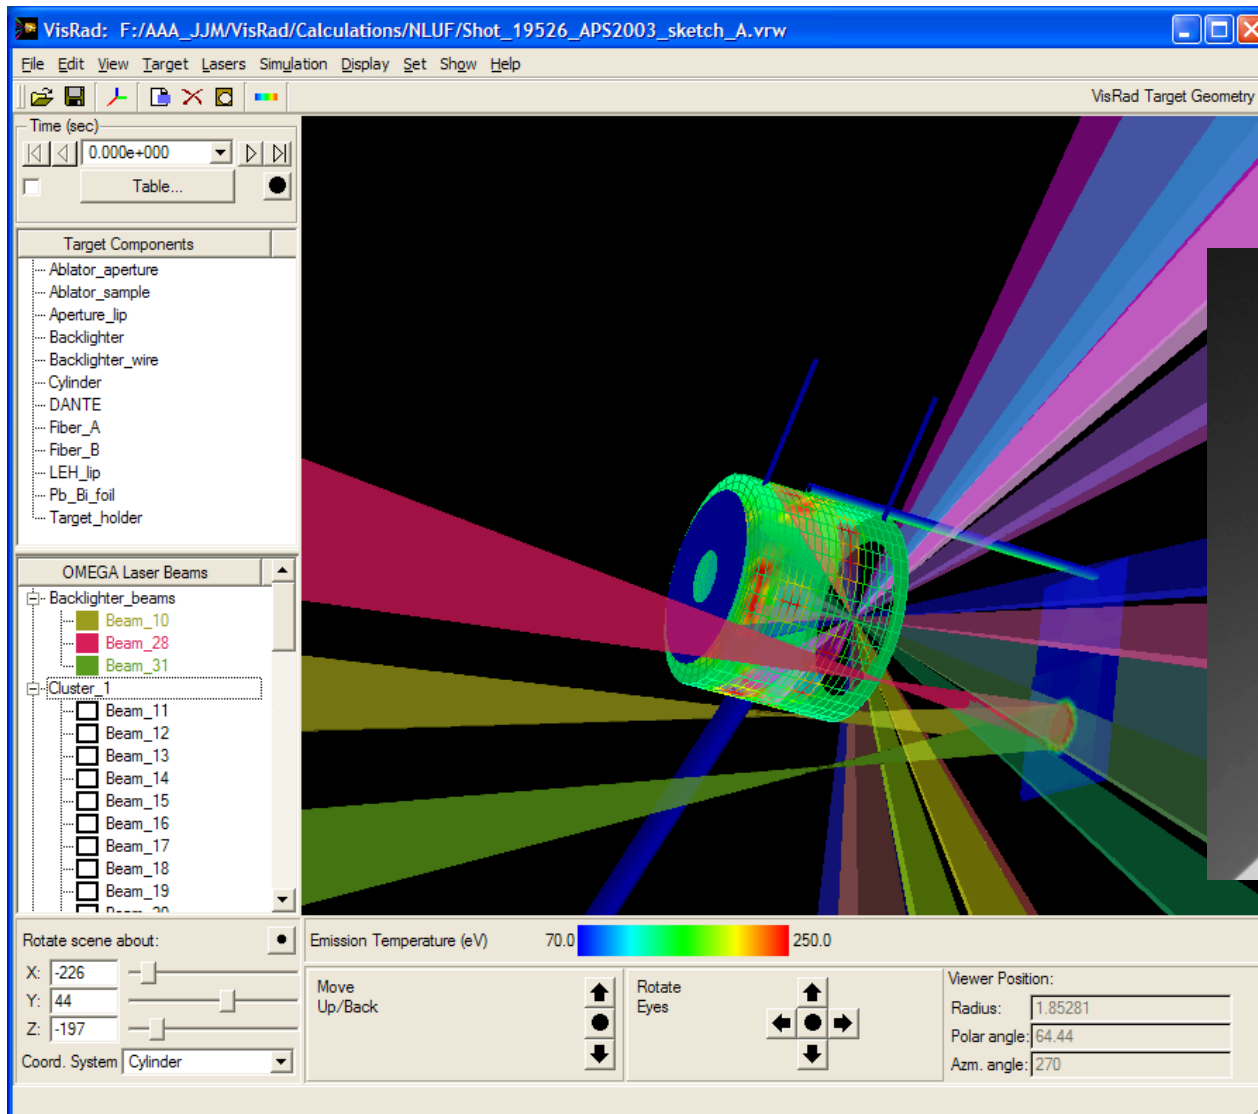 VisRad: F:/AAA_JJM/VisRad/Calculations/NLUF/Shot_19526_APS2003_sketch_A.vrw
File Edit View Target Lasers Simulation Display Set Show Help
VisRad Target Geometry
Time (sec)
0.000e+000
Table...
Target Components
Ablator_aperture
Ablator_sample
Aperture_lip
Backlighter
Backlighter_wire
Cylinder
DANTE
Fiber_A
Fiber_B
LEH_lip
Pb_Bi_foil
Target_holder
OMEGA Laser Beams
Backlighter_beams
Beam_10
Beam_28
Beam_31
Cluster_1
Beam_11
Beam_12
Beam_13
Beam_14
Beam_15
Beam_16
Beam_17
Beam_18
Beam_19
Rotate scene about:
X: -226
Y: 44
Z: -197
Coord. System Cylinder
Emission Temperature (eV) 70.0 250.0
Move
Up/Back
Rotate
Eyes
Viewer Position:
Radius: 1.85281
Polar angle: 64.44
Azm. angle: 270